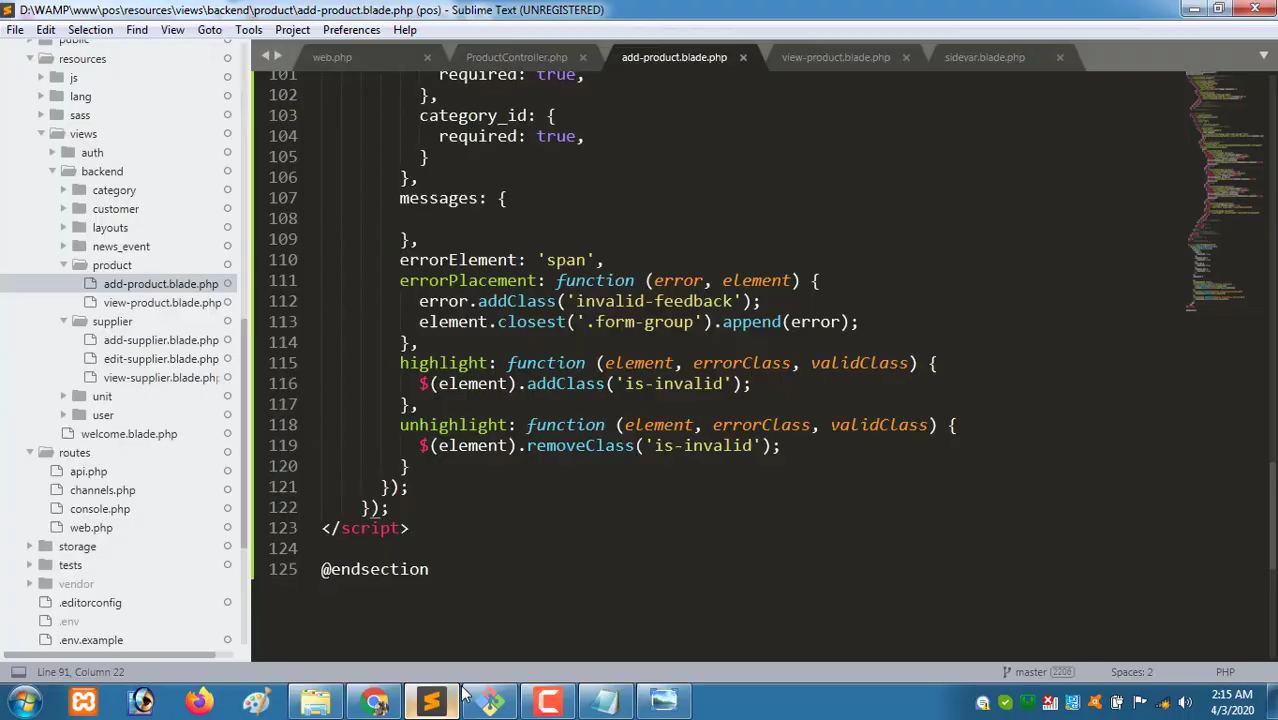 D:\WAMP\www\pos\resources\views\backend\product\add-product.blade.php (pos) - Sublime Text (UNREGISTERED)
File Edit Selection Find View Goto Tools Project Preferences Help
public
resources
js
lang
sass
views
auth
backend
category
customer
layouts
news_event
product
add-product.blade.php
view-product.blade.php
supplier
add-supplier.blade.php
edit-supplier.blade.php
view-supplier.blade.php
unit
user
welcome.blade.php
routes
api.php
channels.php
console.php
web.php
storage
tests
vendor
.editorconfig
.env
.env.example
web.php ProductController.php add-product.blade.php view-product.blade.php sidevar.blade.php
101 required: true,
102 },
103 category_id: {
104 required: true,
105 }
106 },
107 messages: {
108
109 },
110 errorElement: 'span',
111 errorPlacement: function (error, element) {
112 error.addClass('invalid-feedback');
113 element.closest('.form-group').append(error);
114 },
115 highlight: function (element, errorClass, validClass) {
116 $(element).addClass('is-invalid');
117 },
118 unhighlight: function (element, errorClass, validClass) {
119 $(element).removeClass('is-invalid');
120 }
121 });
122 });
123 </script>
124
125 @endsection
Line 91, Column 22 master 2206 Spaces: 2 PHP
2:15 AM
4/3/2020